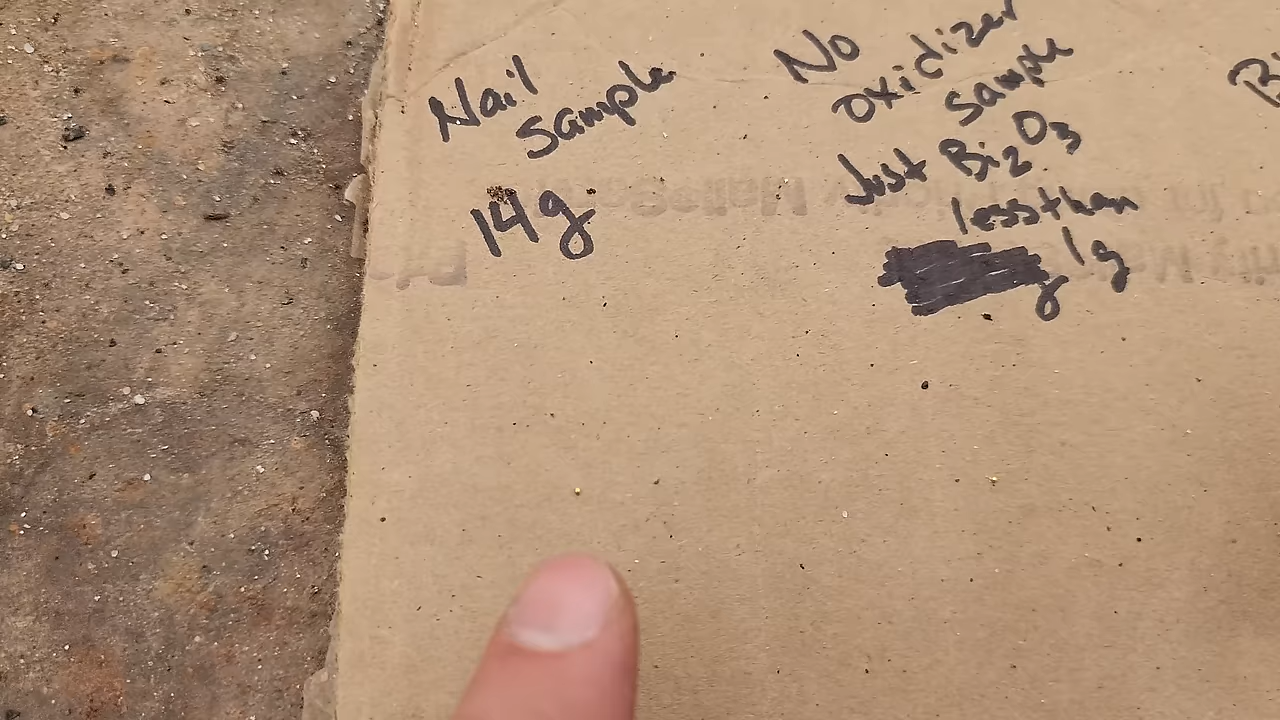 Nail
Sample
14g
No
oxidizer
Sample
Just Bi2O3
less than
1g
g